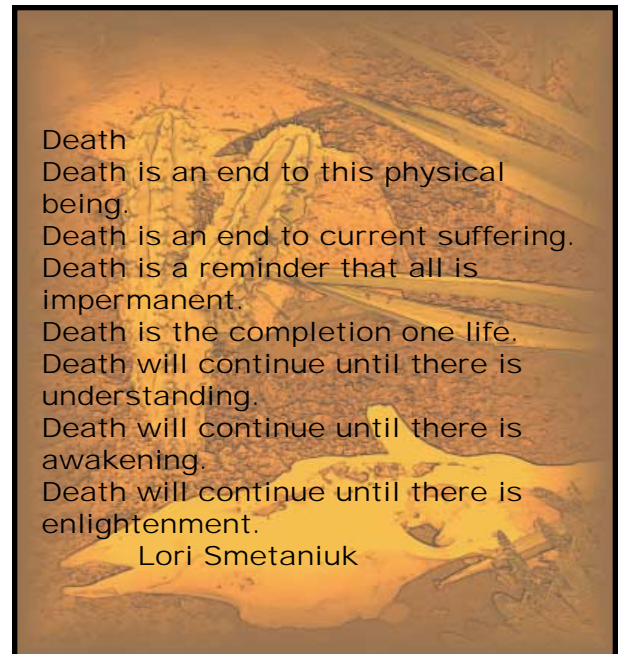 Death
Death is an end to this physical
being.
Death is an end to current suffering.
Death is a reminder that all is
impermanent.
Death is the completion one life.
Death will continue until there is
understanding.
Death will continue until there is
awakening.
Death will continue until there is
enlightenment.
Lori Smetaniuk